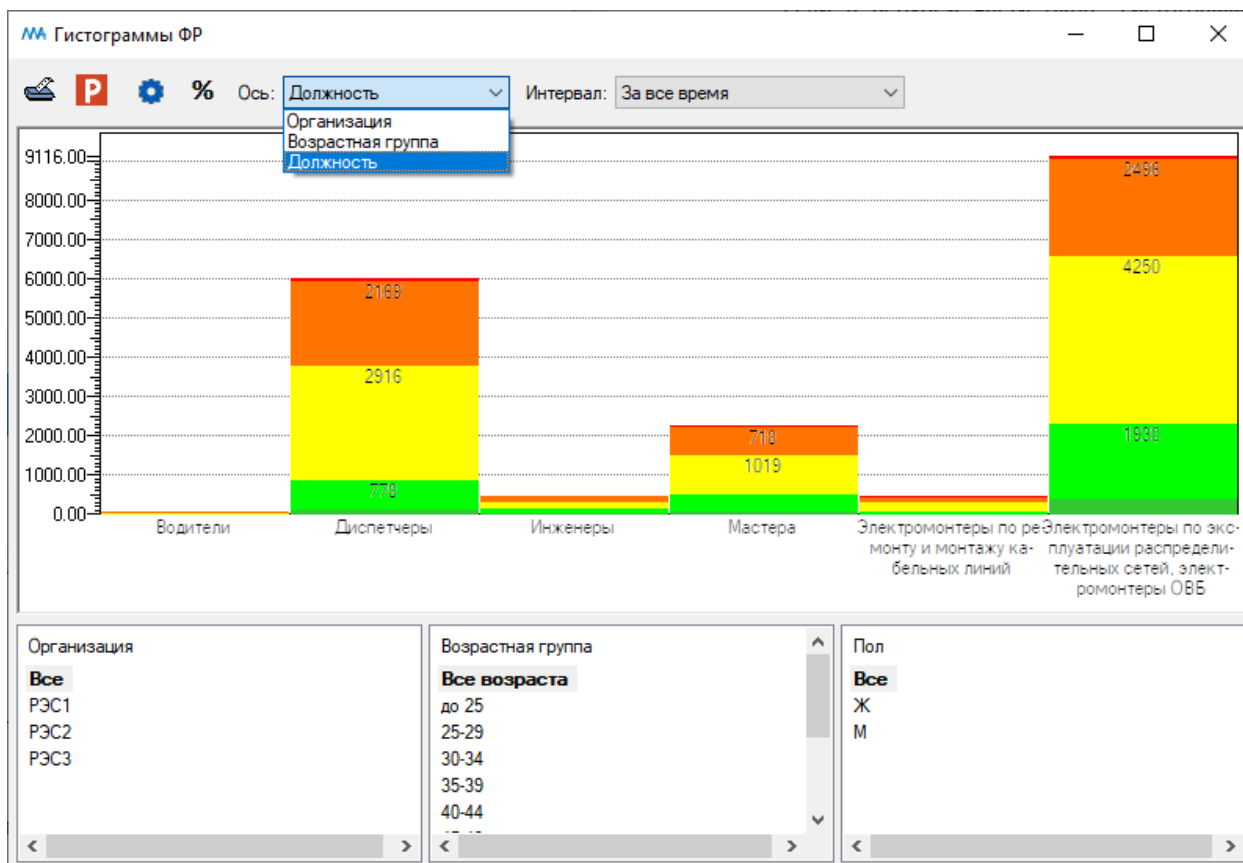 Гистограммы ФР
% Ось: Должность Интервал: За все время
Организация
Возрастная группа
Должность
9116.00
8000.00
7000.00
6000.00
5000.00
4000.00
3000.00
2000.00
1000.00
0.00
2169
2916
778
718
1019
2496
4250
1930
Водители
Диспетчеры
Инженеры
Мастера
Электромонтеры по ре-
монту и монтажу ка-
бельных линий
Электромонтеры по экс-
плуатации распредели-
тельных сетей, элект-
ромонтеры ОВБ
Организация
Все
РЭС1
РЭС2
РЭС3
Возрастная группа
Все возраста
до 25
25-29
30-34
35-39
40-44
Пол
Все
Ж
М